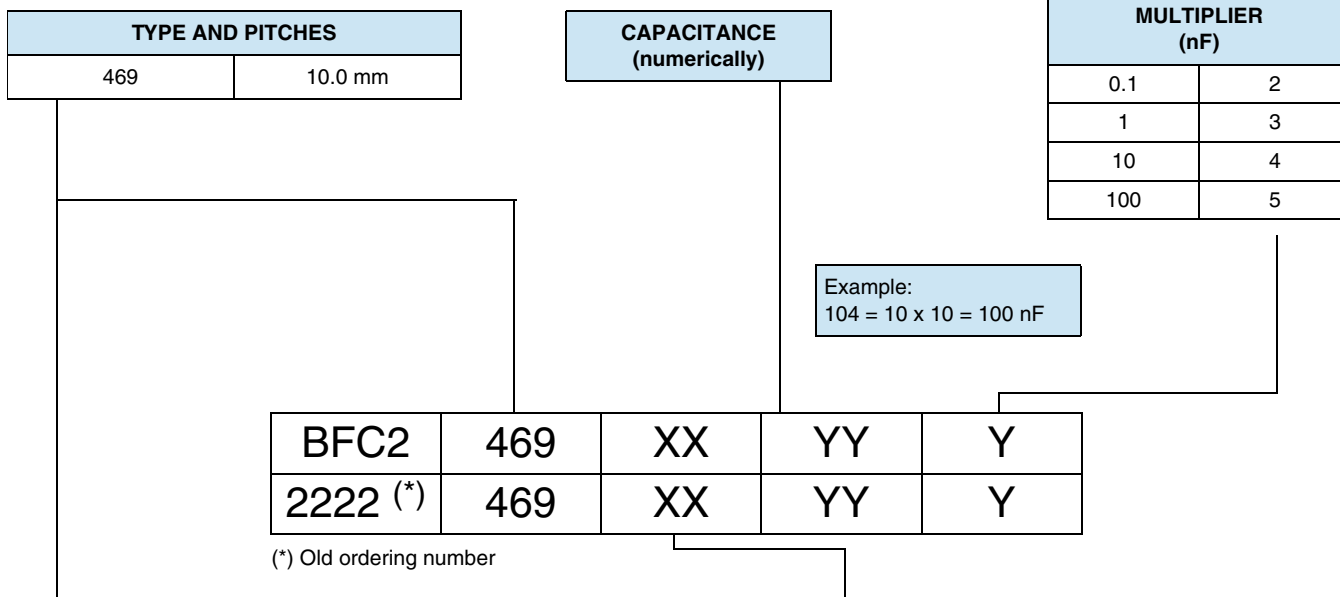 TYPE AND PITCHES
469 10.0 mm
CAPACITANCE
(numerically)
MULTIPLIER
(nF)
0.1 2
1 3
10 4
100 5
Example:
104 = 10 x 10 = 100 nF
BFC2 469 XX YY Y
2222 (*) 469 XX YY Y
(*) Old ordering number